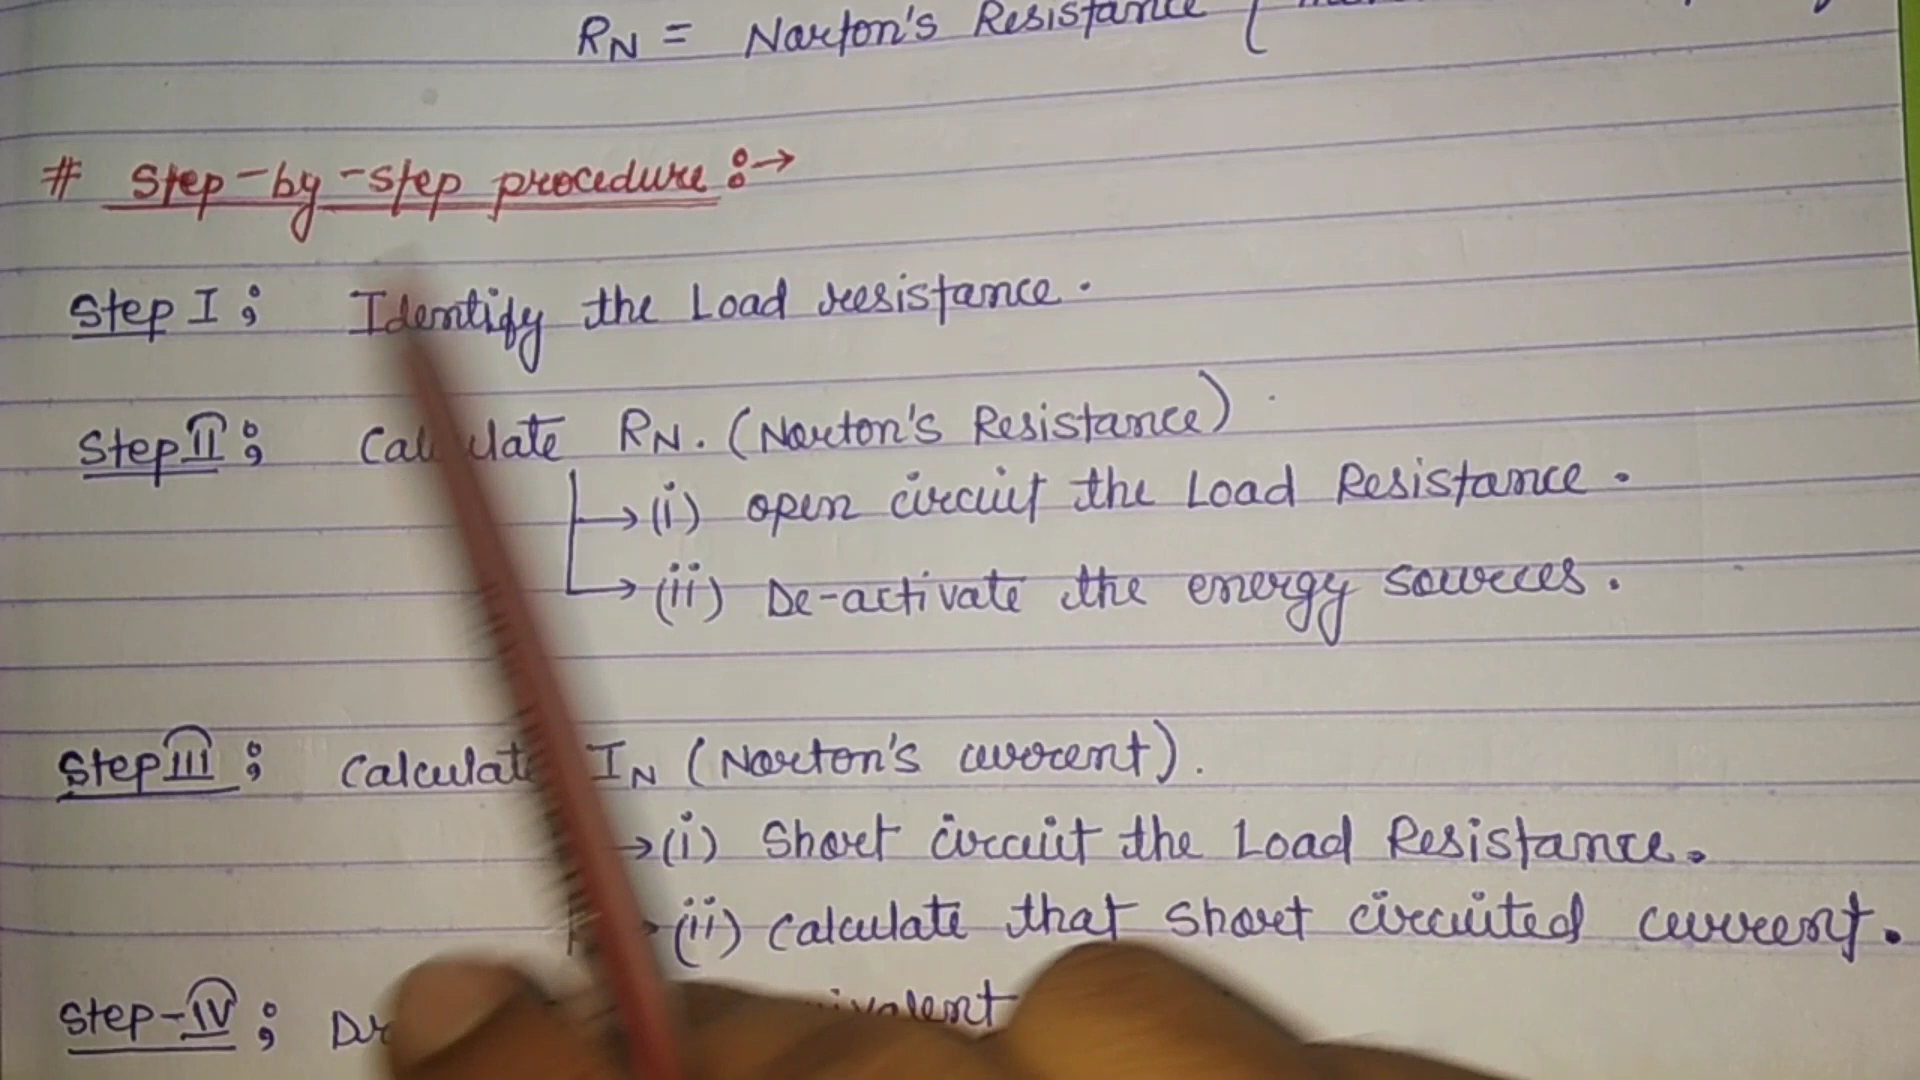 RN = Norton's Resistance (
# Step-by-step procedure :→
Step I ; Identify the Load resistance.
Step II ; Calculate RN. (Norton's Resistance)
→(i) open circuit the Load Resistance.
→(ii) De-activate the energy sources.
Step III ; Calculate IN (Norton's current).
→(i) Short circuit the Load Resistance.
→(ii) Calculate that short circuited current.
Step-IV ;